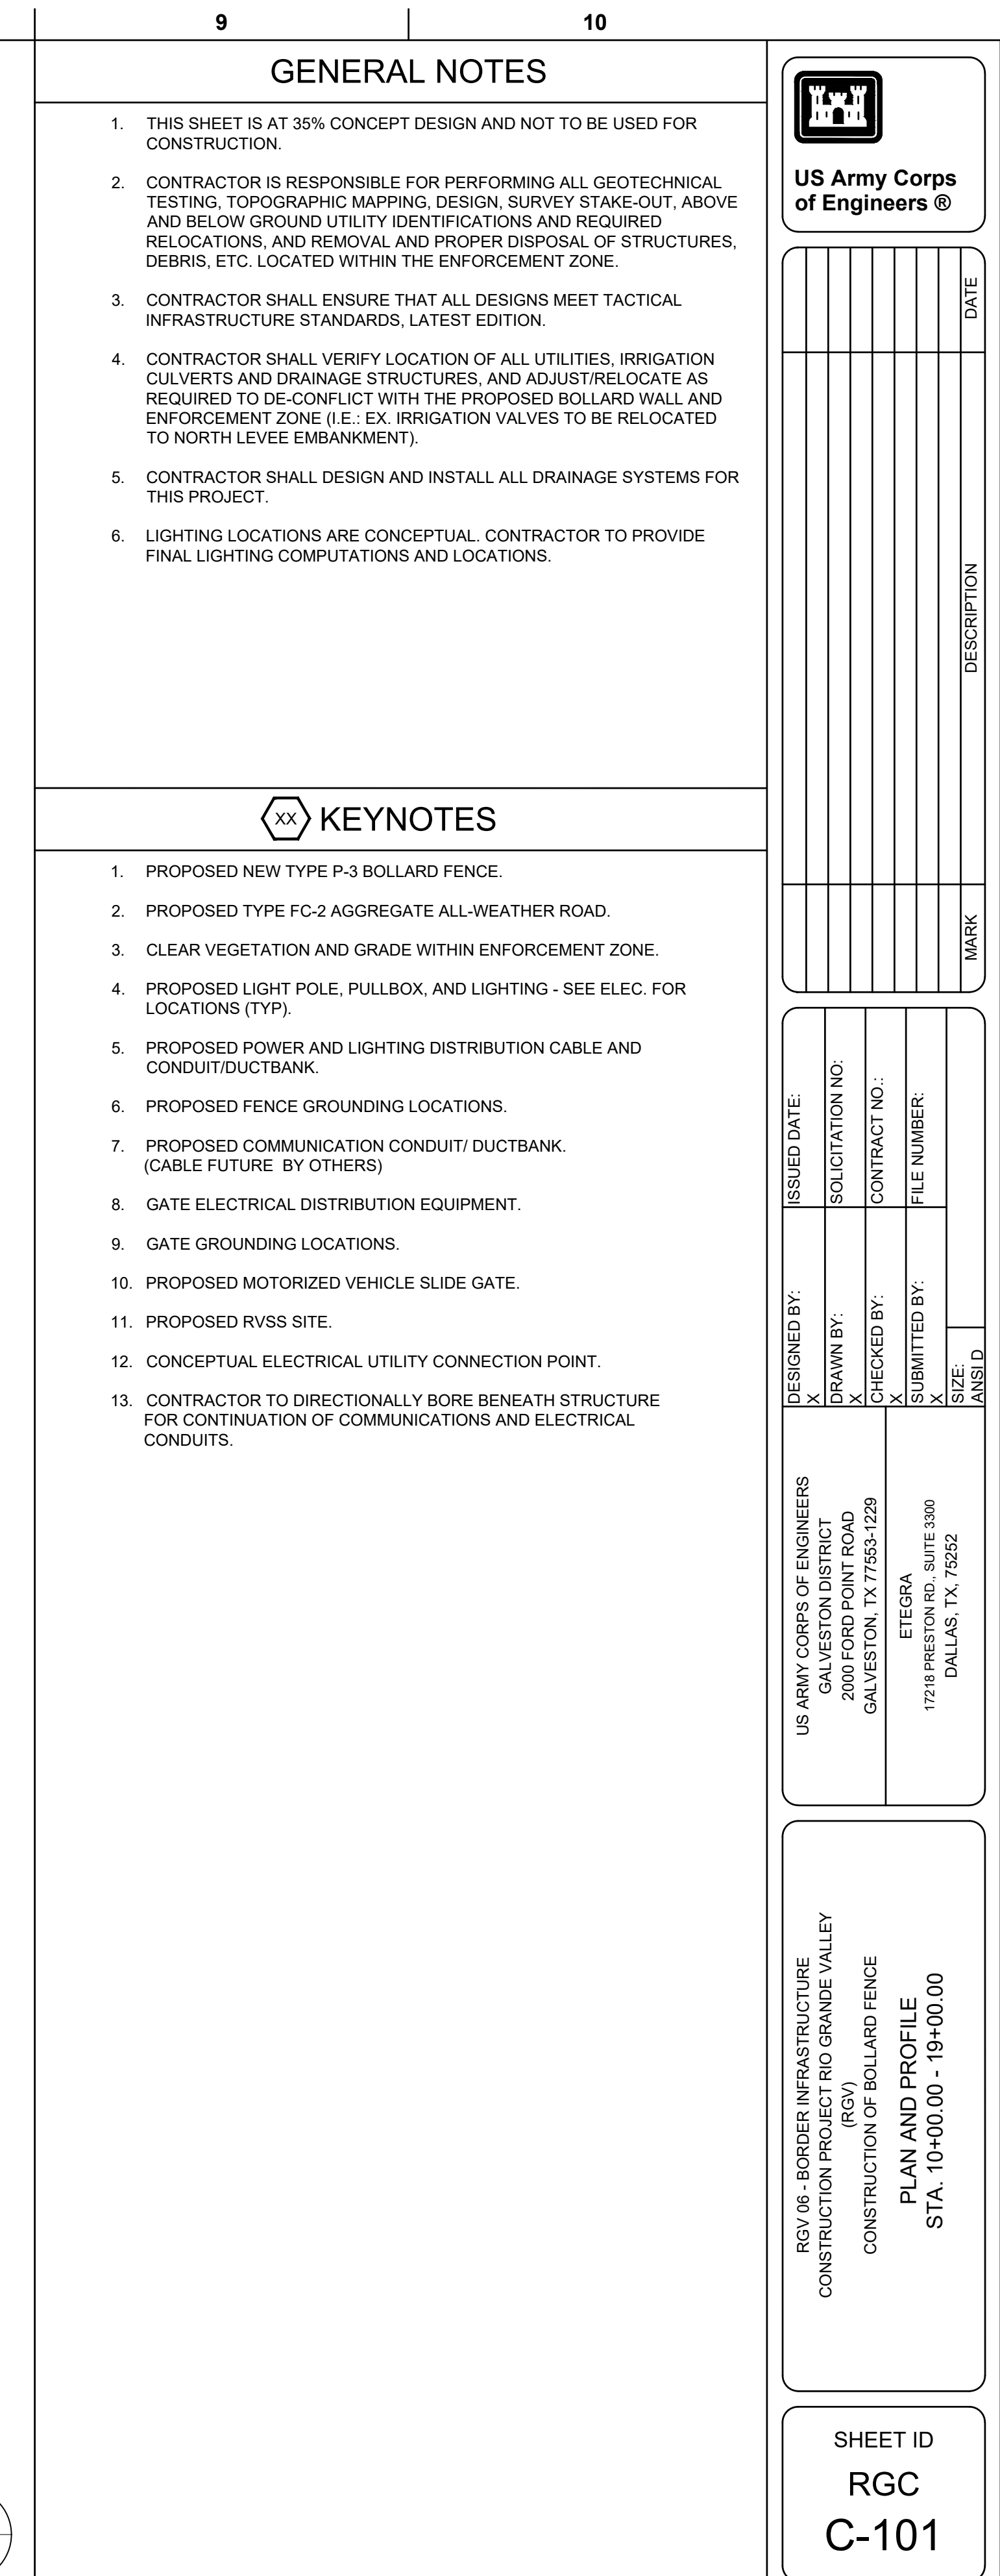 9
10
GENERAL NOTES
1. THIS SHEET IS AT 35% CONCEPT DESIGN AND NOT TO BE USED FOR
CONSTRUCTION.
2. CONTRACTOR IS RESPONSIBLE FOR PERFORMING ALL GEOTECHNICAL
TESTING, TOPOGRAPHIC MAPPING, DESIGN, SURVEY STAKE-OUT, ABOVE
AND BELOW GROUND UTILITY IDENTIFICATIONS AND REQUIRED
RELOCATIONS, AND REMOVAL AND PROPER DISPOSAL OF STRUCTURES,
DEBRIS, ETC. LOCATED WITHIN THE ENFORCEMENT ZONE.
3. CONTRACTOR SHALL ENSURE THAT ALL DESIGNS MEET TACTICAL
INFRASTRUCTURE STANDARDS, LATEST EDITION.
4. CONTRACTOR SHALL VERIFY LOCATION OF ALL UTILITIES, IRRIGATION
CULVERTS AND DRAINAGE STRUCTURES, AND ADJUST/RELOCATE AS
REQUIRED TO DE-CONFLICT WITH THE PROPOSED BOLLARD WALL AND
ENFORCEMENT ZONE (I.E.: EX. IRRIGATION VALVES TO BE RELOCATED
TO NORTH LEVEE EMBANKMENT).
5. CONTRACTOR SHALL DESIGN AND INSTALL ALL DRAINAGE SYSTEMS FOR
THIS PROJECT.
6. LIGHTING LOCATIONS ARE CONCEPTUAL. CONTRACTOR TO PROVIDE
FINAL LIGHTING COMPUTATIONS AND LOCATIONS.
XX KEYNOTES
1. PROPOSED NEW TYPE P-3 BOLLARD FENCE.
2. PROPOSED TYPE FC-2 AGGREGATE ALL-WEATHER ROAD.
3. CLEAR VEGETATION AND GRADE WITHIN ENFORCEMENT ZONE.
4. PROPOSED LIGHT POLE, PULLBOX, AND LIGHTING - SEE ELEC. FOR
LOCATIONS (TYP).
5. PROPOSED POWER AND LIGHTING DISTRIBUTION CABLE AND
CONDUIT/DUCTBANK.
6. PROPOSED FENCE GROUNDING LOCATIONS.
7. PROPOSED COMMUNICATION CONDUIT/ DUCTBANK.
(CABLE FUTURE BY OTHERS)
8. GATE ELECTRICAL DISTRIBUTION EQUIPMENT.
9. GATE GROUNDING LOCATIONS.
10. PROPOSED MOTORIZED VEHICLE SLIDE GATE.
11. PROPOSED RVSS SITE.
12. CONCEPTUAL ELECTRICAL UTILITY CONNECTION POINT.
13. CONTRACTOR TO DIRECTIONALLY BORE BENEATH STRUCTURE
FOR CONTINUATION OF COMMUNICATIONS AND ELECTRICAL
CONDUITS.
US Army Corps
of Engineers ®
DATE
DESCRIPTION
MARK
ISSUED DATE:
SOLICITATION NO:
CONTRACT NO.:
FILE NUMBER:
DESIGNED BY:
X
DRAWN BY:
X
CHECKED BY:
X
SUBMITTED BY:
X
SIZE:
ANSI D
US ARMY CORPS OF ENGINEERS
GALVESTON DISTRICT
2000 FORD POINT ROAD
GALVESTON, TX 77553-1229
ETEGRA
17218 PRESTON RD., SUITE 3300
DALLAS, TX, 75252
RGV 06 - BORDER INFRASTRUCTURE
CONSTRUCTION PROJECT RIO GRANDE VALLEY
(RGV)
CONSTRUCTION OF BOLLARD FENCE
PLAN AND PROFILE
STA. 10+00.00 - 19+00.00
SHEET ID
RGC
C-101